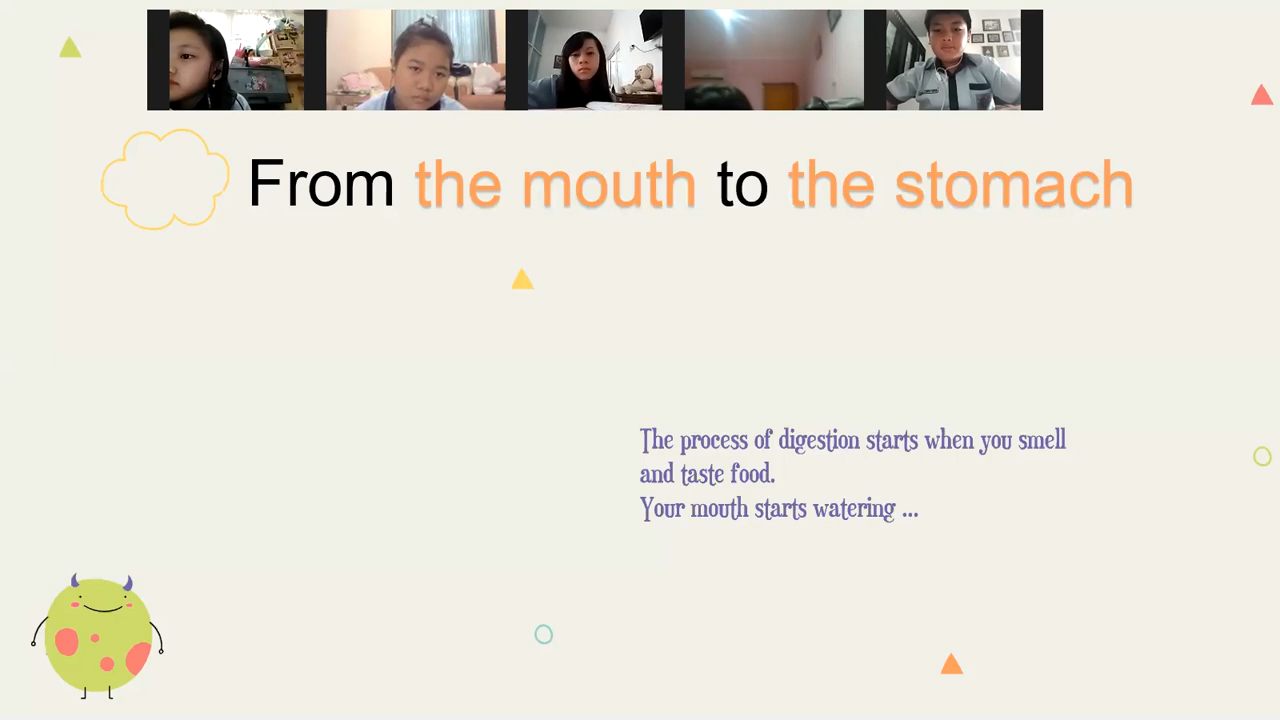 From the mouth to the stomach
The process of digestion starts when you smell
and taste food.
Your mouth starts watering ...